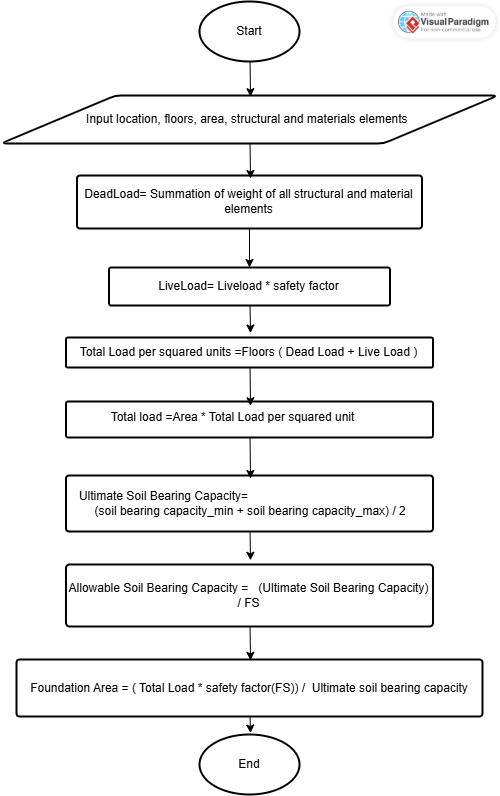 Made with
Visual Paradigm
For non-commercial use
Start
Input location, floors, area, structural and materials elements
DeadLoad= Summation of weight of all structural and material
elements
LiveLoad= Liveload * safety factor
Total Load per squared units =Floors ( Dead Load + Live Load )
Total load =Area * Total Load per squared unit
Ultimate Soil Bearing Capacity=
(soil bearing capacity_min + soil bearing capacity_max) / 2
Allowable Soil Bearing Capacity = (Ultimate Soil Bearing Capacity)
/ FS
Foundation Area = ( Total Load * safety factor(FS)) / Ultimate soil bearing capacity
End